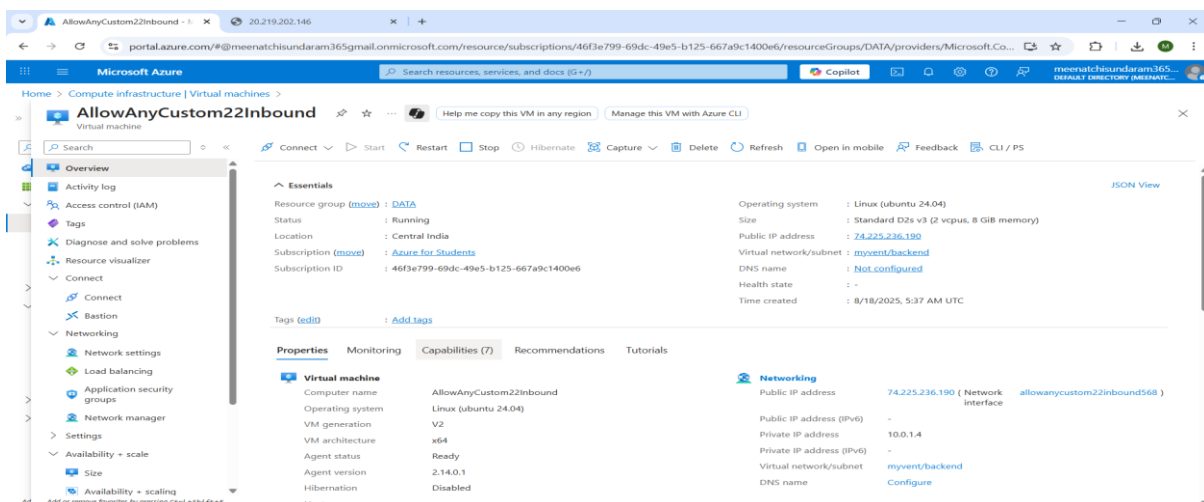 AllowAnyCustom22Inbound - M
20.219.202.146
portal.azure.com/#@meenatchisundaram365gmail.onmicrosoft.com/resource/subscriptions/46f3e799-69dc-49e5-b125-667a9c1400e6/resourceGroups/DATA/providers/Microsoft.Co...
M
Microsoft Azure
Search resources, services, and docs (G+/)
Copilot
meenatchisundaram365...
DEFAULT DIRECTORY (MEENATC...
Home > Compute infrastructure | Virtual machines >
AllowAnyCustom22Inbound
Help me copy this VM in any region
Manage this VM with Azure CLI
Virtual machine
Search
Connect Start Restart Stop Hibernate Capture Delete Refresh Open in mobile Feedback CLI / PS
Overview
Activity log
Access control (IAM)
Tags
Diagnose and solve problems
Resource visualizer
Connect
Connect
Bastion
Networking
Network settings
Load balancing
Application security
groups
Network manager
Settings
Availability + scale
Size
Availability + scaling
Essentials
JSON View
Resource group (move) : DATA
Status : Running
Location : Central India
Subscription (move) : Azure for Students
Subscription ID : 46f3e799-69dc-49e5-b125-667a9c1400e6
Operating system : Linux (ubuntu 24.04)
Size : Standard D2s v3 (2 vcpus, 8 GiB memory)
Public IP address : 74.225.236.190
Virtual network/subnet : myvent/backend
DNS name : Not configured
Health state : -
Time created : 8/18/2025, 5:37 AM UTC
Tags (edit) : Add tags
Properties Monitoring Capabilities (7) Recommendations Tutorials
Virtual machine
Computer name AllowAnyCustom22Inbound
Operating system Linux (ubuntu 24.04)
VM generation V2
VM architecture x64
Agent status Ready
Agent version 2.14.0.1
Hibernation Disabled
Networking
Public IP address 74.225.236.190 ( Network interface allowanycustom22inbound568 )
Public IP address (IPv6) -
Private IP address 10.0.1.4
Private IP address (IPv6) -
Virtual network/subnet myvent/backend
DNS name Configure